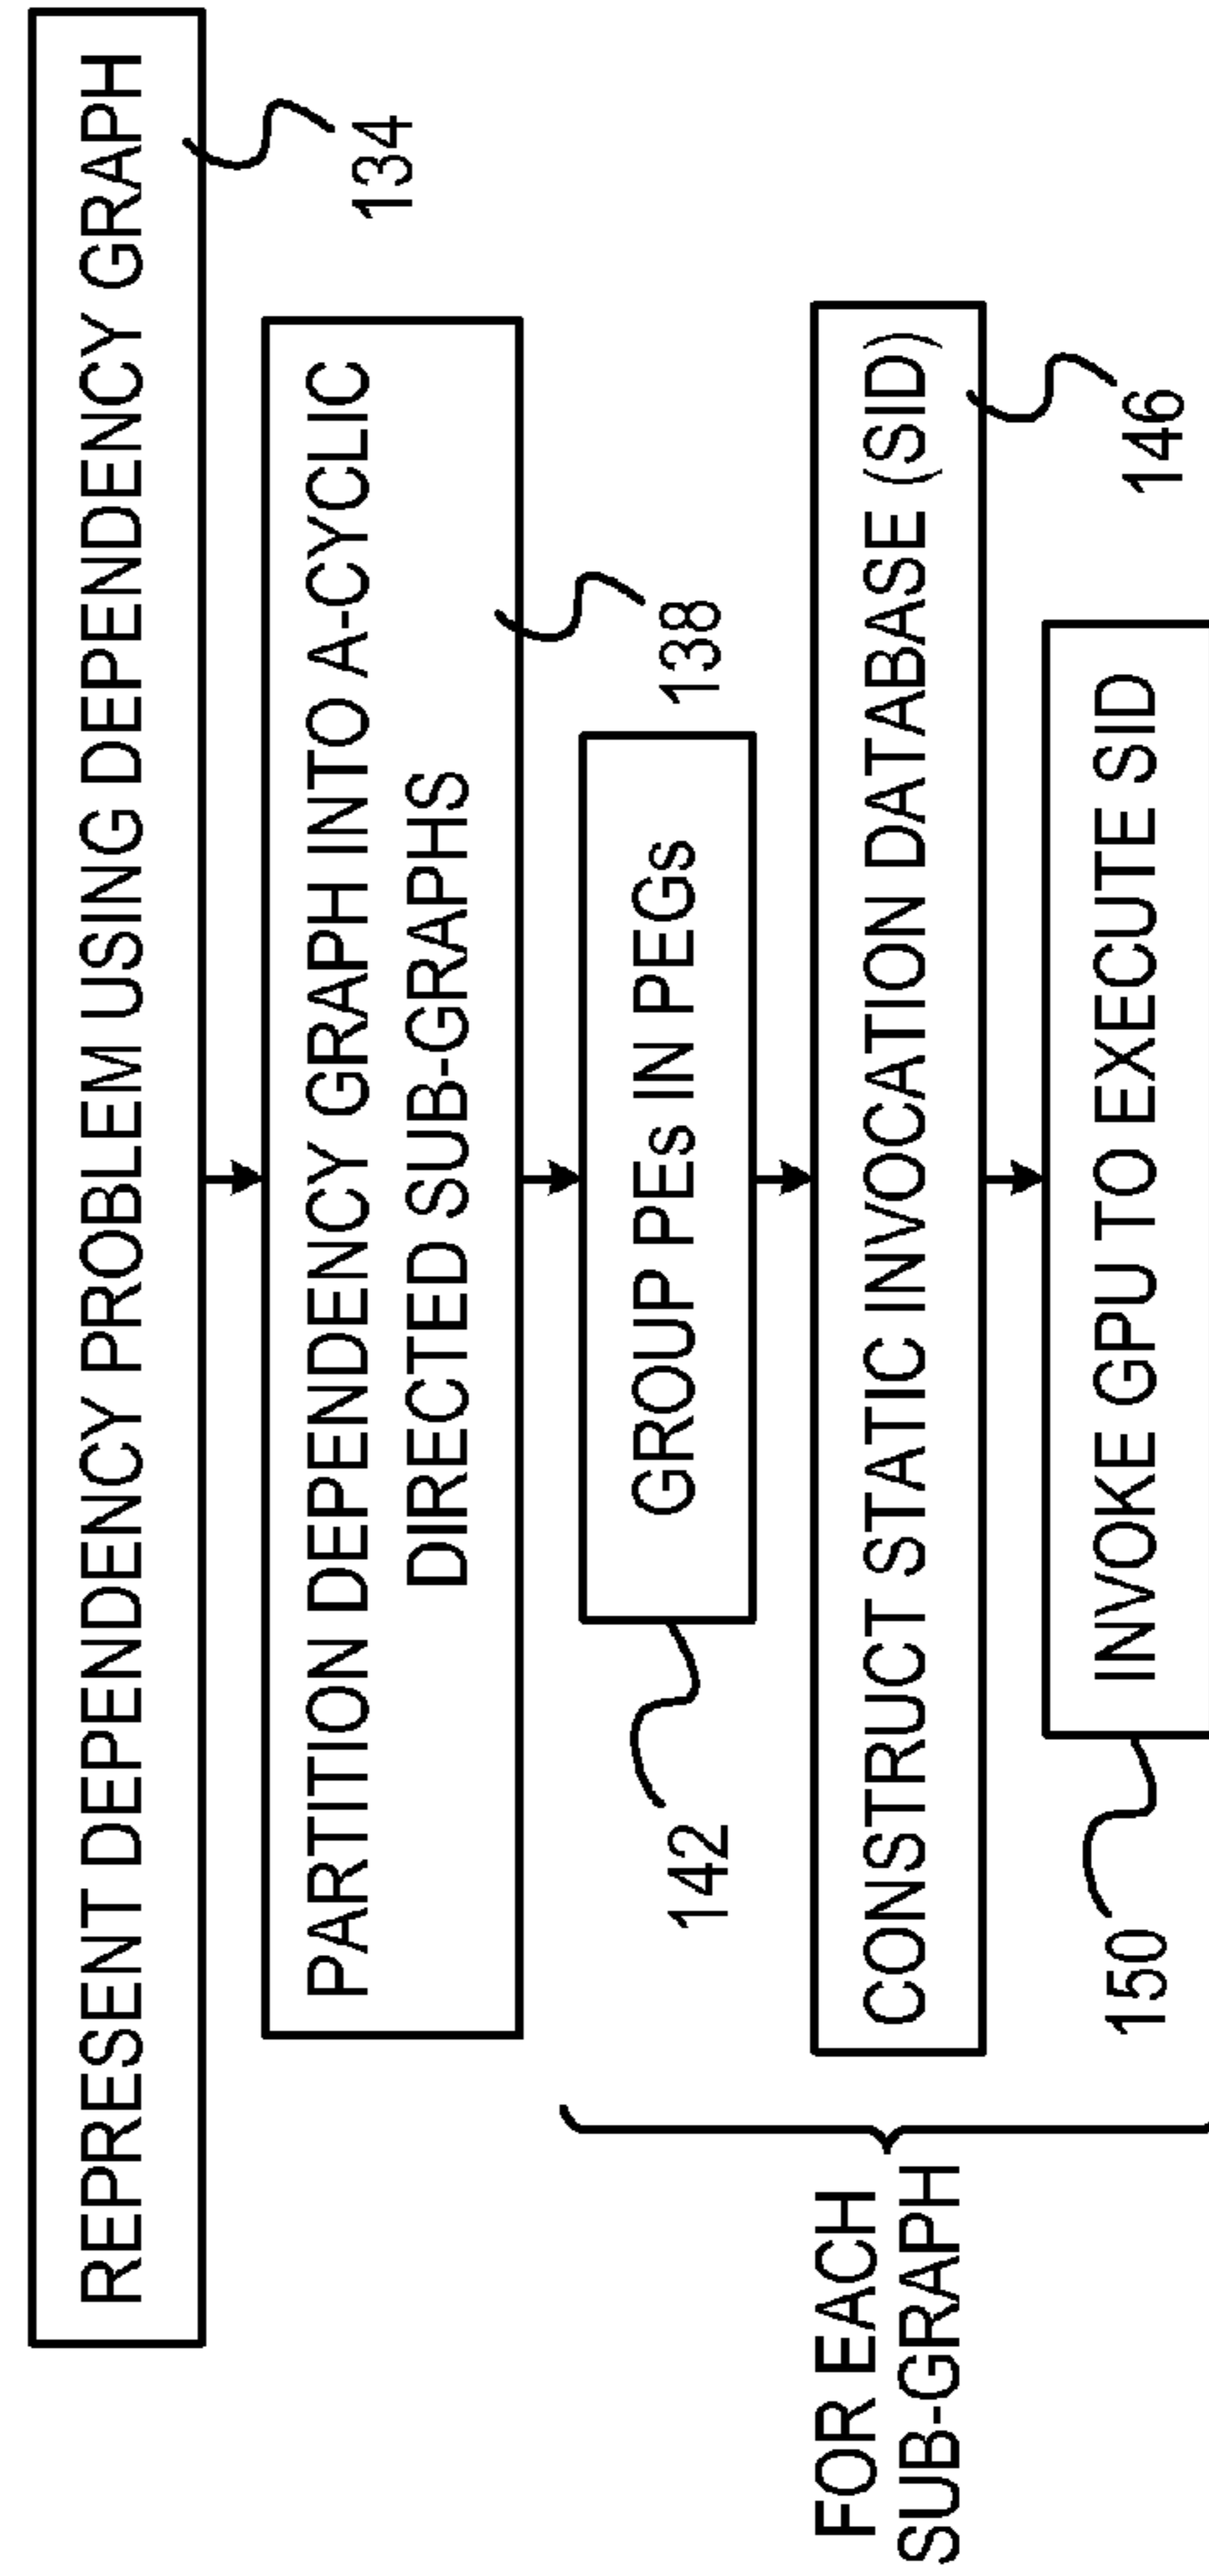 REPRESENT DEPENDENCY PROBLEM USING DEPENDENCY GRAPH
134
PARTITION DEPENDENCY GRAPH INTO A-CYCLIC
DIRECTED SUB-GRAPHS
138
GROUP PEs IN PEGs
142
FOR EACH
SUB-GRAPH
CONSTRUCT STATIC INVOCATION DATABASE (SID)
146
INVOKE GPU TO EXECUTE SID
150